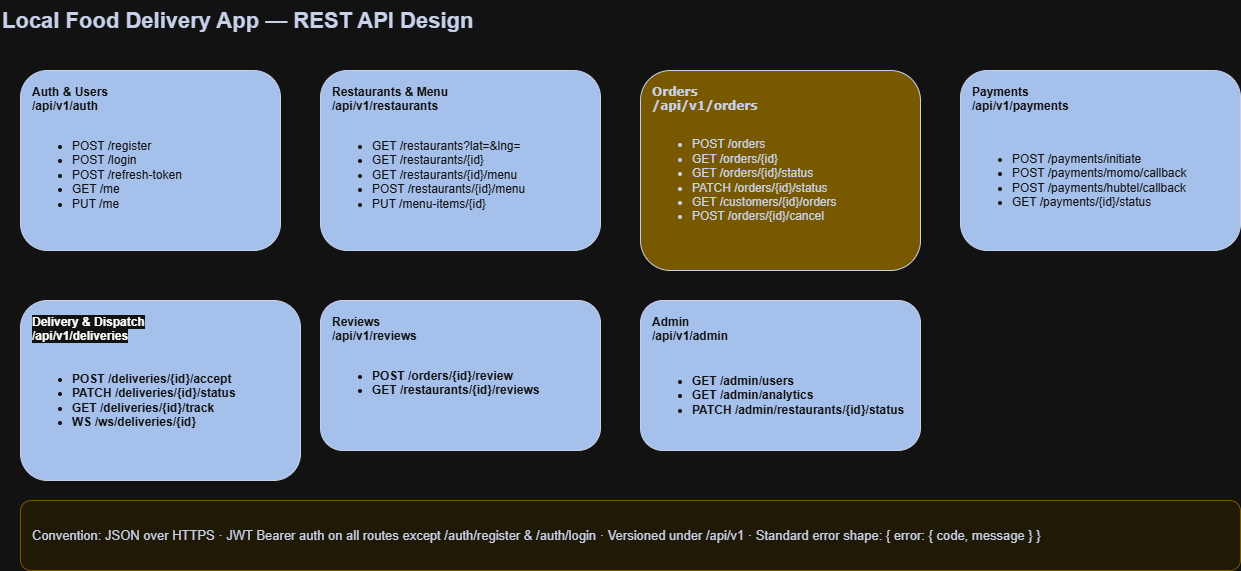 Local Food Delivery App — REST API Design
Auth & Users
/api/v1/auth
• POST /register
• POST /login
• POST /refresh-token
• GET /me
• PUT /me
Restaurants & Menu
/api/v1/restaurants
• GET /restaurants?lat=&lng=
• GET /restaurants/{id}
• GET /restaurants/{id}/menu
• POST /restaurants/{id}/menu
• PUT /menu-items/{id}
Orders
/api/v1/orders
• POST /orders
• GET /orders/{id}
• GET /orders/{id}/status
• PATCH /orders/{id}/status
• GET /customers/{id}/orders
• POST /orders/{id}/cancel
Payments
/api/v1/payments
• POST /payments/initiate
• POST /payments/momo/callback
• POST /payments/hubtel/callback
• GET /payments/{id}/status
Delivery & Dispatch
/api/v1/deliveries
• POST /deliveries/{id}/accept
• PATCH /deliveries/{id}/status
• GET /deliveries/{id}/track
• WS /ws/deliveries/{id}
Reviews
/api/v1/reviews
• POST /orders/{id}/review
• GET /restaurants/{id}/reviews
Admin
/api/v1/admin
• GET /admin/users
• GET /admin/analytics
• PATCH /admin/restaurants/{id}/status
Convention: JSON over HTTPS · JWT Bearer auth on all routes except /auth/register & /auth/login · Versioned under /api/v1 · Standard error shape: { error: { code, message } }